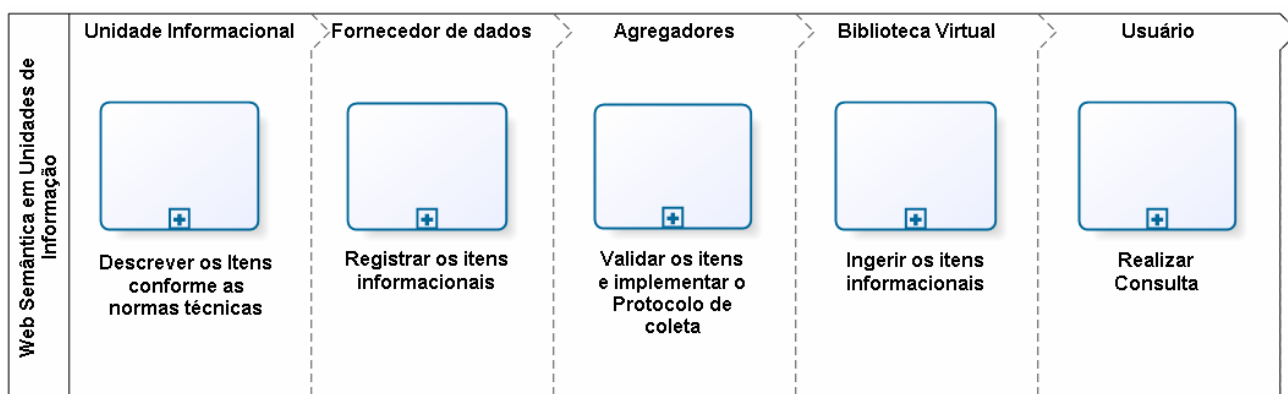 Web Semântica em Unidades de
Informação
Unidade Informacional
Fornecedor de dados
Agregadores
Biblioteca Virtual
Usuário
Descrever os Itens
conforme as
normas técnicas
Registrar os itens
informacionais
Validar os itens
e implementar o
Protocolo de
coleta
Ingerir os itens
informacionais
Realizar
Consulta